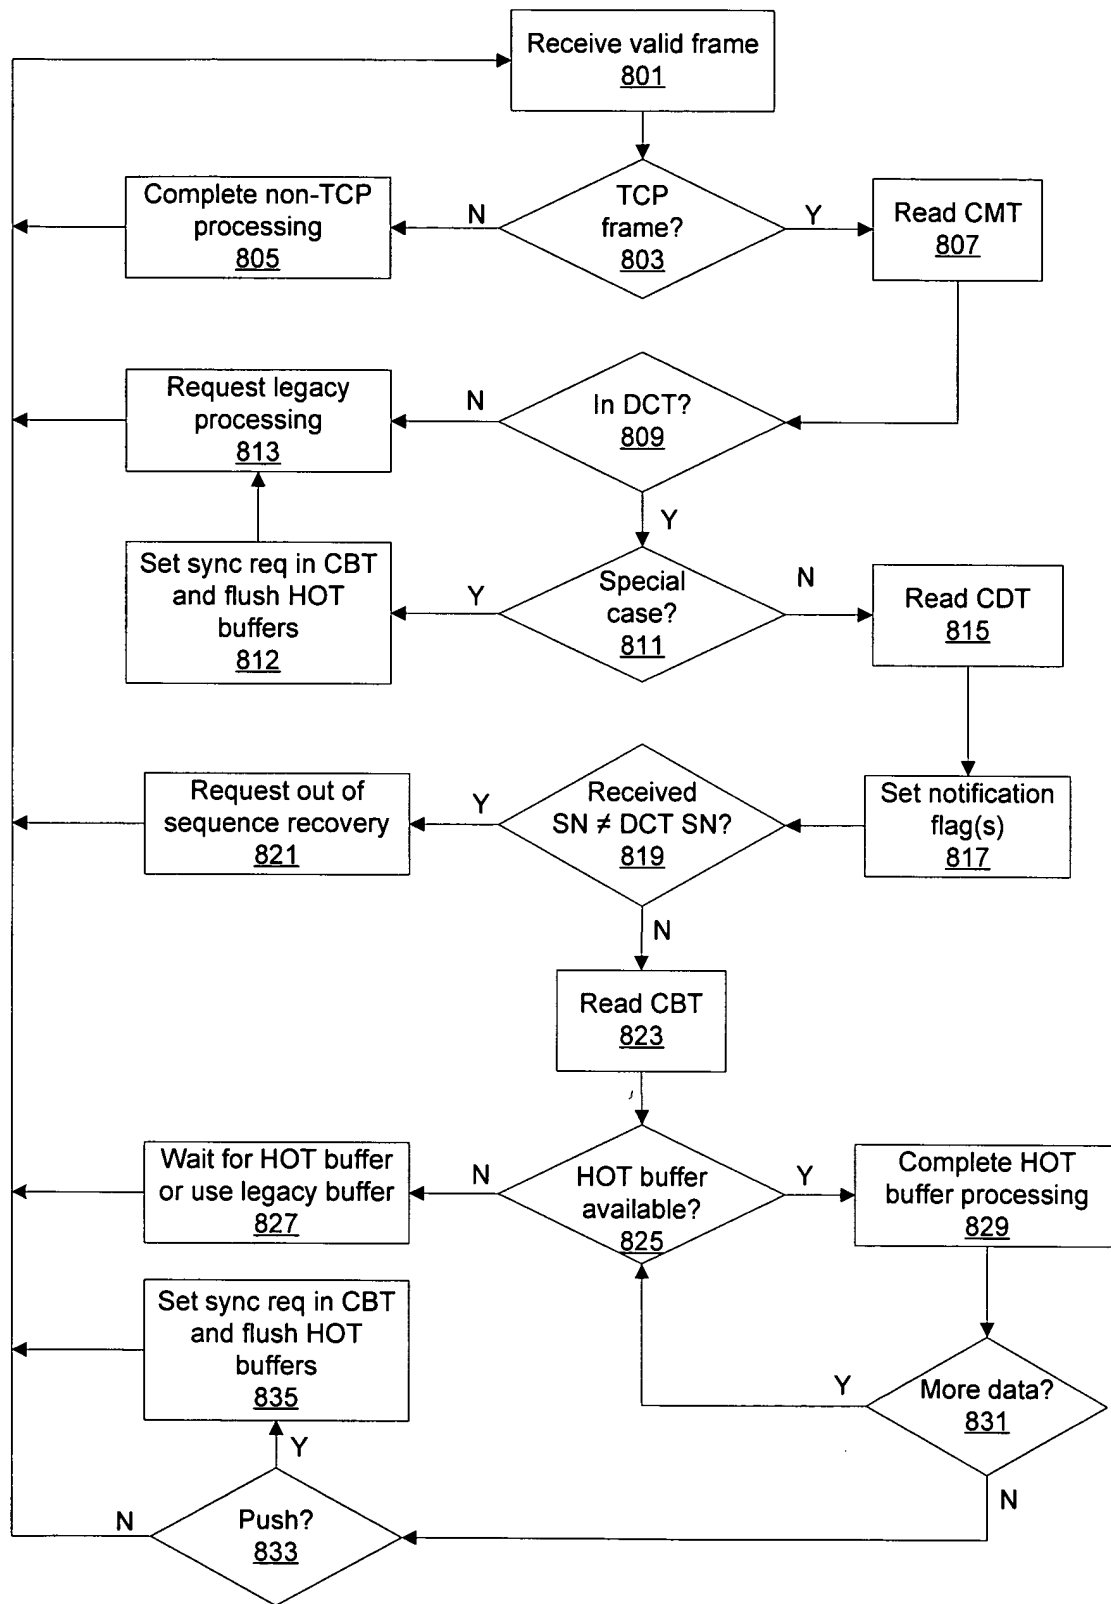 Receive valid frame
801
Complete non-TCP
processing
805
N
TCP
frame?
803
Y
Read CMT
807
Request legacy
processing
813
N
In DCT?
809
Y
Set sync req in CBT
and flush HOT
buffers
812
Y
Special
case?
811
N
Read CDT
815
Request out of
sequence recovery
821
Y
Received
SN ≠ DCT SN?
819
Set notification
flag(s)
817
N
Read CBT
823
Wait for HOT buffer
or use legacy buffer
827
N
HOT buffer
available?
825
Y
Complete HOT
buffer processing
829
Set sync req in CBT
and flush HOT
buffers
835
Y
More data?
831
Y
N
N
Push?
833